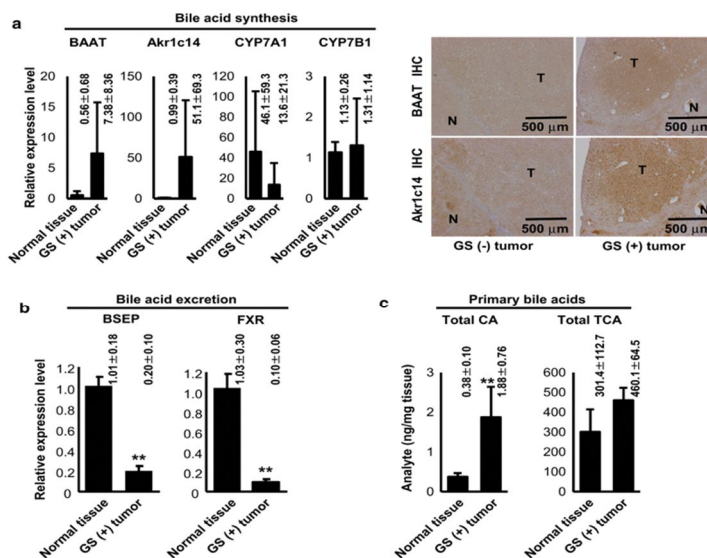 a
Bile acid synthesis
BAAT
Akr1c14
CYP7A1
CYP7B1
Relative expression level
20
15
10
5
0
0.56±0.68
7.38±8.36
Normal tissue
GS (+) tumor
150
100
50
0
0.99±0.39
51.1±69.3
Normal tissue
GS (+) tumor
120
100
80
60
40
20
0
46.1±59.3
13.6±21.3
Normal tissue
GS (+) tumor
3
2
1
0
1.13±0.26
1.31±1.14
Normal tissue
GS (+) tumor
BAAT IHC
T
N
500 μm
T
N
500 μm
Akr1c14 IHC
T
N
500 μm
T
N
500 μm
GS (-) tumor
GS (+) tumor
b
Bile acid excretion
BSEP
FXR
Relative expression level
1.2
1.0
0.8
0.6
0.4
0.2
0
1.01±0.18
0.20±0.10
**
Normal tissue
GS (+) tumor
1.2
1.0
0.8
0.6
0.4
0.2
0
1.03±0.30
0.10±0.06
**
Normal tissue
GS (+) tumor
c
Primary bile acids
Total CA
Total TCA
Analyte (ng/mg tissue)
3
2
1
0
0.38±0.10
1.88±0.76
**
Normal tissue
GS (+) tumor
600
500
400
300
200
100
0
301.4±112.7
460.1±64.5
Normal tissue
GS (+) tumor